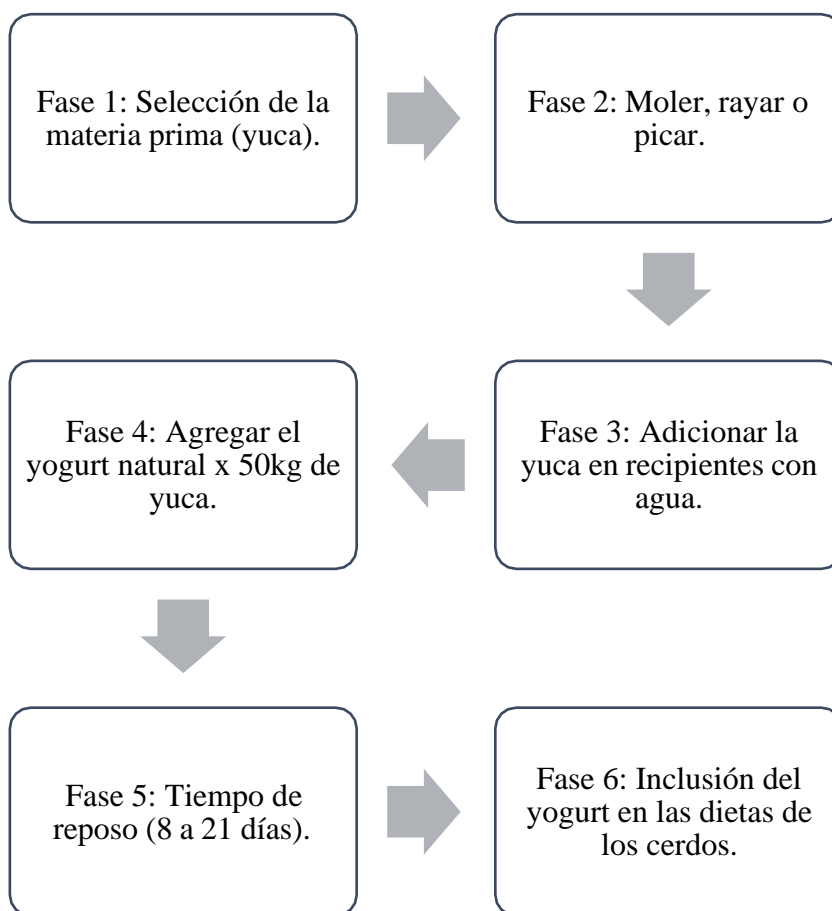 Fase 1: Selección de la
materia prima (yuca).
Fase 2: Moler, rayar o
picar.
Fase 3: Adicionar la
yuca en recipientes con
agua.
Fase 4: Agregar el
yogurt natural x 50kg de
yuca.
Fase 5: Tiempo de
reposo (8 a 21 días).
Fase 6: Inclusión del
yogurt en las dietas de
los cerdos.